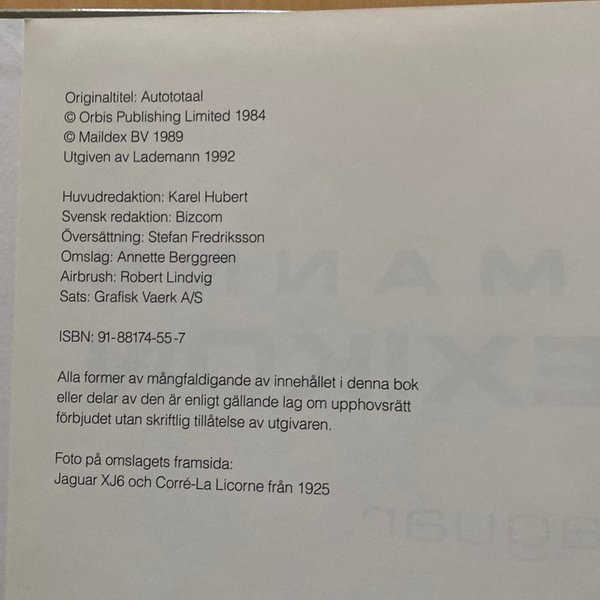 Originaltitel: Autototaal
© Orbis Publishing Limited 1984
© Maildex BV 1989
Utgiven av Lademann 1992
Huvudredaktion: Karel Hubert
Svensk redaktion: Bizcom
Översättning: Stefan Fredriksson
Omslag: Annette Berggreen
Airbrush: Robert Lindvig
Sats: Grafisk Vaerk A/S
ISBN: 91-88174-55-7
Alla former av mångfaldigande av innehållet i denna bok
eller delar av den är enligt gällande lag om upphovsrätt
förbjudet utan skriftlig tillåtelse av utgivaren.
Foto på omslagets framsida:
Jaguar XJ6 och Corré-La Licorne från 1925